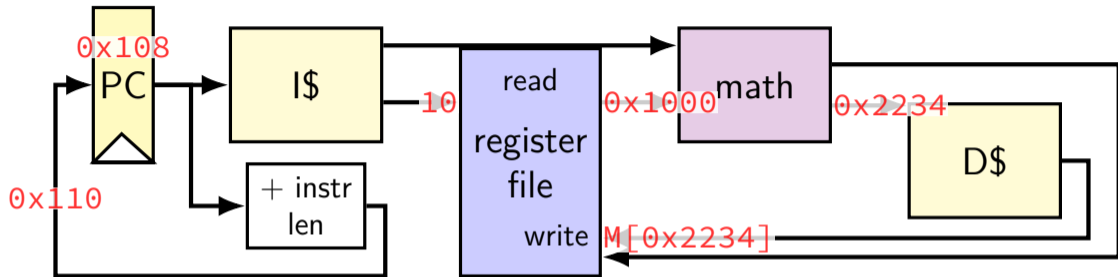 0x108
PC
I$
10
read
register
file
write
0x1000
math
0x2234
D$
+ instr
len
0x110
M[0x2234]